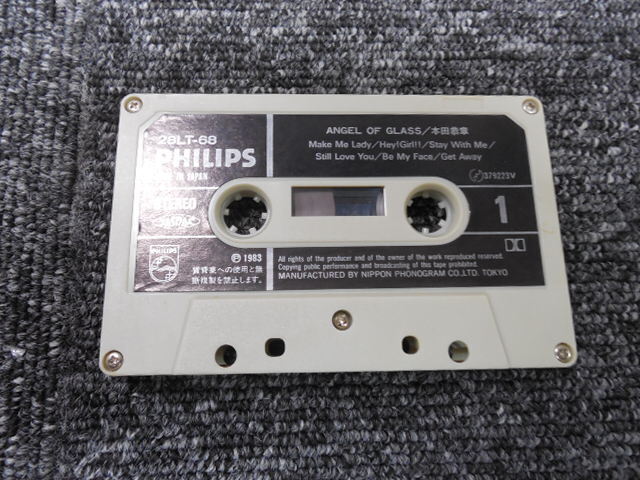 28LT-68
PHILIPS
MADE IN JAPAN
STEREO
ANGEL OF GLASS/本田恭章
Make Me Lady/Hey!Girl!!/Stay With Me/
Still Love You/Be My Face/Get Away
379223V
1
PHILIPS
Ⓟ 1983
賃貸業への使用と無
断複製を禁止します。
All rights of the producer and of the owner of the work reproduced reserved.
Copying public performance and broadcasting of this tape prohibited.
MANUFACTURED BY NIPPON PHONOGRAM CO.LTD. TOKYO